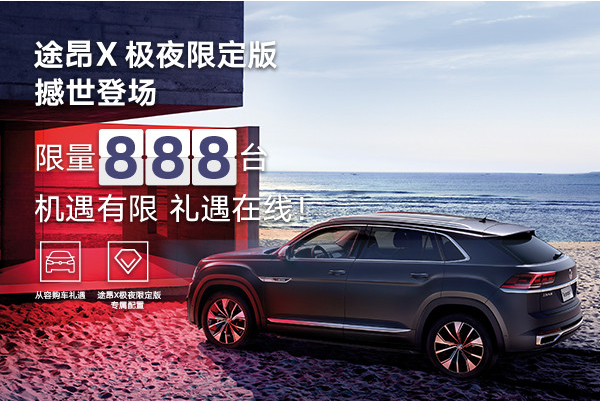 途昂X 极夜限定版
撼世登场
限量888台
机遇有限 礼遇在线!
从容购车礼遇
途昂X极夜限定版
专属配置